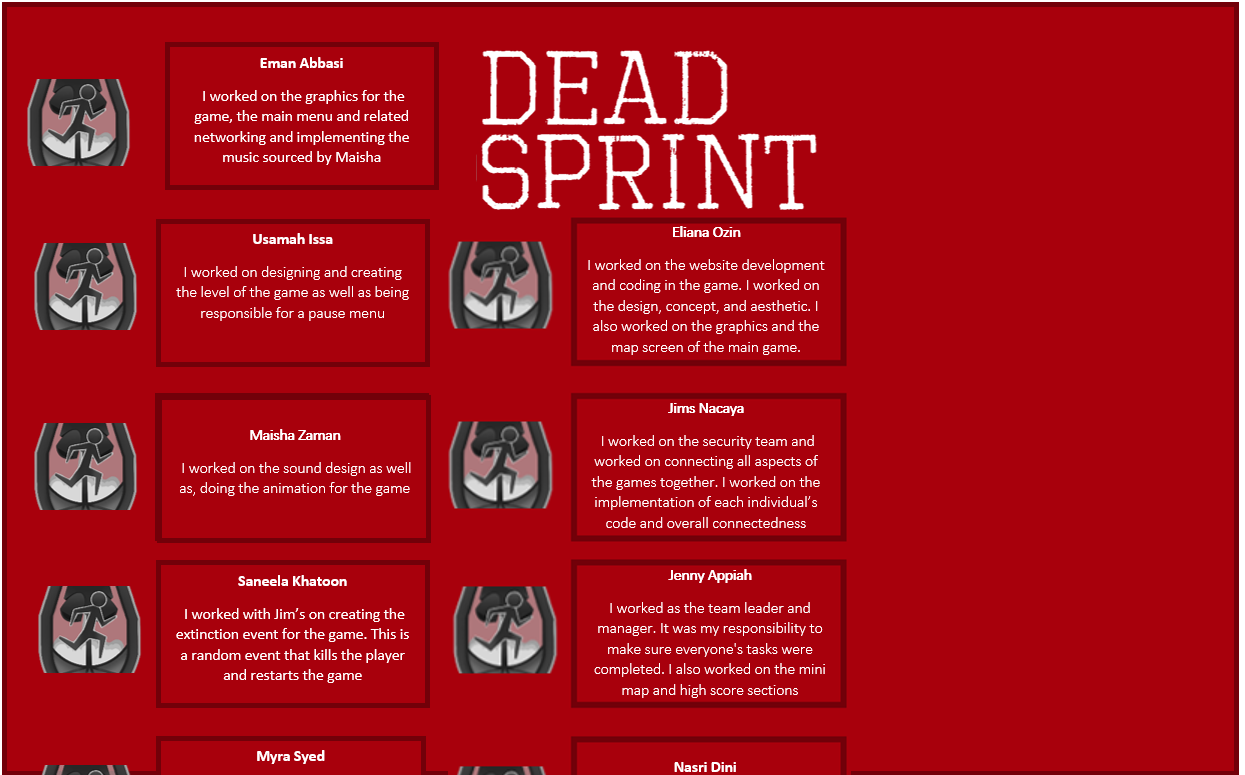 Eman Abbasi
I worked on the graphics for the
game, the main menu and related
networking and implementing the
music sourced by Maisha
DEAD
SPRINT
Usamah Issa
I worked on designing and creating
the level of the game as well as being
responsible for a pause menu
Eliana Ozin
I worked on the website development
and coding in the game. I worked on
the design, concept, and aesthetic. I
also worked on the graphics and the
map screen of the main game.
Maisha Zaman
I worked on the sound design as well
as, doing the animation for the game
Jims Nacaya
I worked on the security team and
worked on connecting all aspects of
the games together. I worked on the
implementation of each individual’s
code and overall connectedness
Saneela Khatoon
I worked with Jim’s on creating the
extinction event for the game. This is
a random event that kills the player
and restarts the game
Jenny Appiah
I worked as the team leader and
manager. It was my responsibility to
make sure everyone's tasks were
completed. I also worked on the mini
map and high score sections
Myra Syed
Nasri Dini